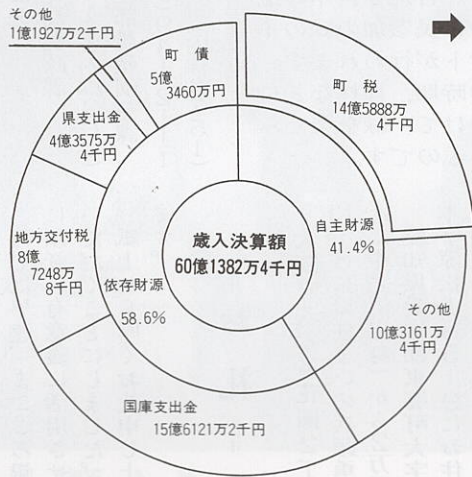 その他
1億1927万2千円
町債
5億
3460万円
町税
14億5888万
4千円
県支出金
4億3575万
4千円
地方交付税
8億
7248万
8千円
依存財源
58.6%
歳入決算額
60億1382万4千円
自主財源
41.4%
その他
10億3161万
4千円
国庫支出金
15億6121万2千円